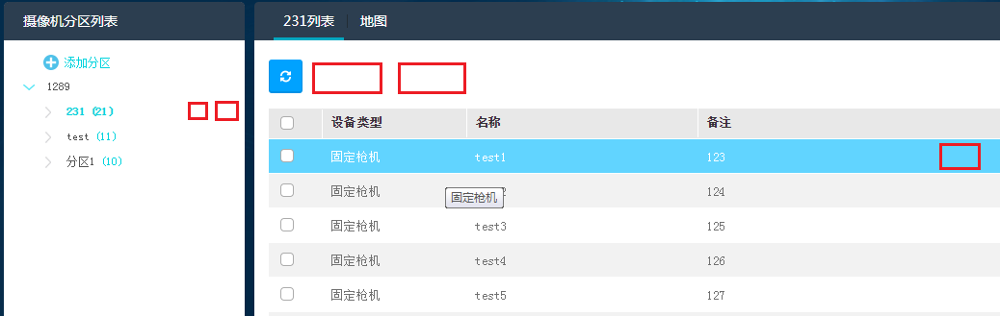 摄像机分区列表
添加分区
1289
231 (21)
test (11)
分区1 (10)
231列表 地图
设备类型 名称 备注
固定枪机 test1 123
固定枪机 2 124
固定枪机
固定枪机 test3 125
固定枪机 test4 126
固定枪机 test5 127